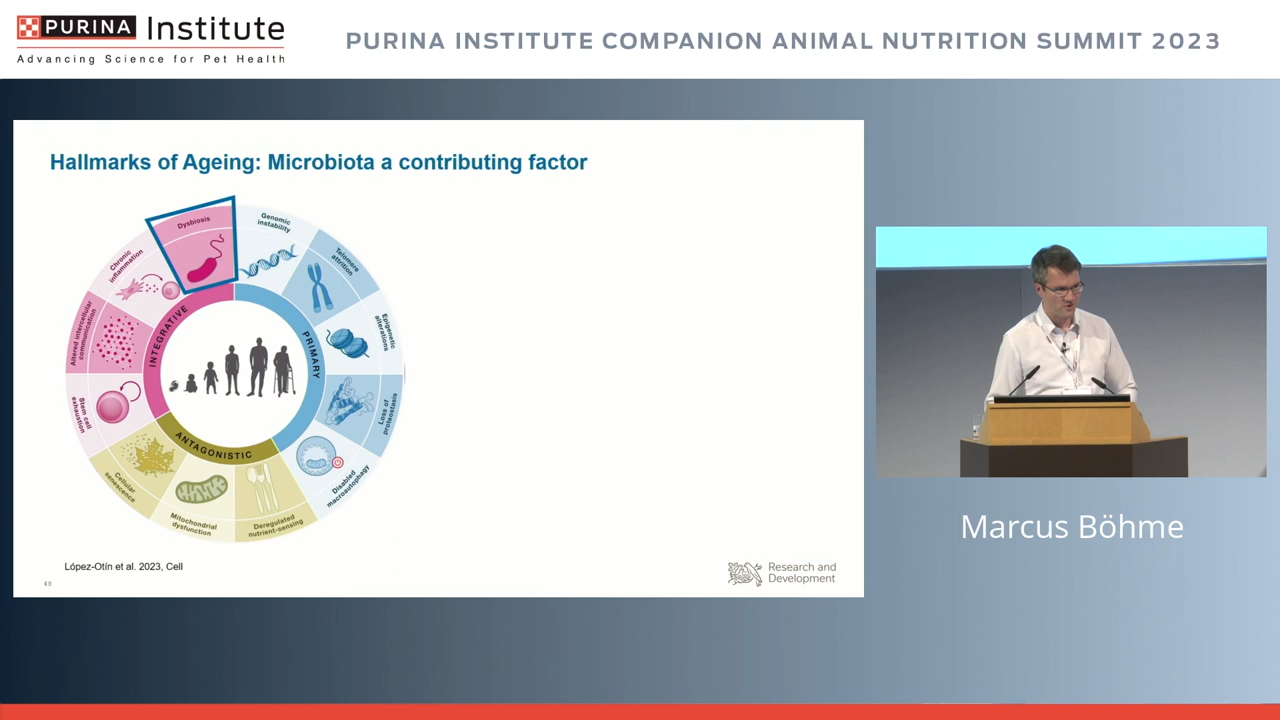 PURINA Institute
Advancing Science for Pet Health
PURINA INSTITUTE COMPANION ANIMAL NUTRITION SUMMIT 2023
Hallmarks of Ageing: Microbiota a contributing factor
Dysbiosis
Genomic
instability
Telomere
attrition
Epigenetic
alterations
Loss of
proteostasis
Disabled
macroautophagy
Deregulated
nutrient-sensing
Mitochondrial
dysfunction
Cellular
senescence
Stem cell
exhaustion
Altered intercellular
communication
Chronic
inflammation
INTEGRATIVE
PRIMARY
ANTAGONISTIC
López-Otín et al. 2023, Cell
Research and
Development
Marcus Böhme